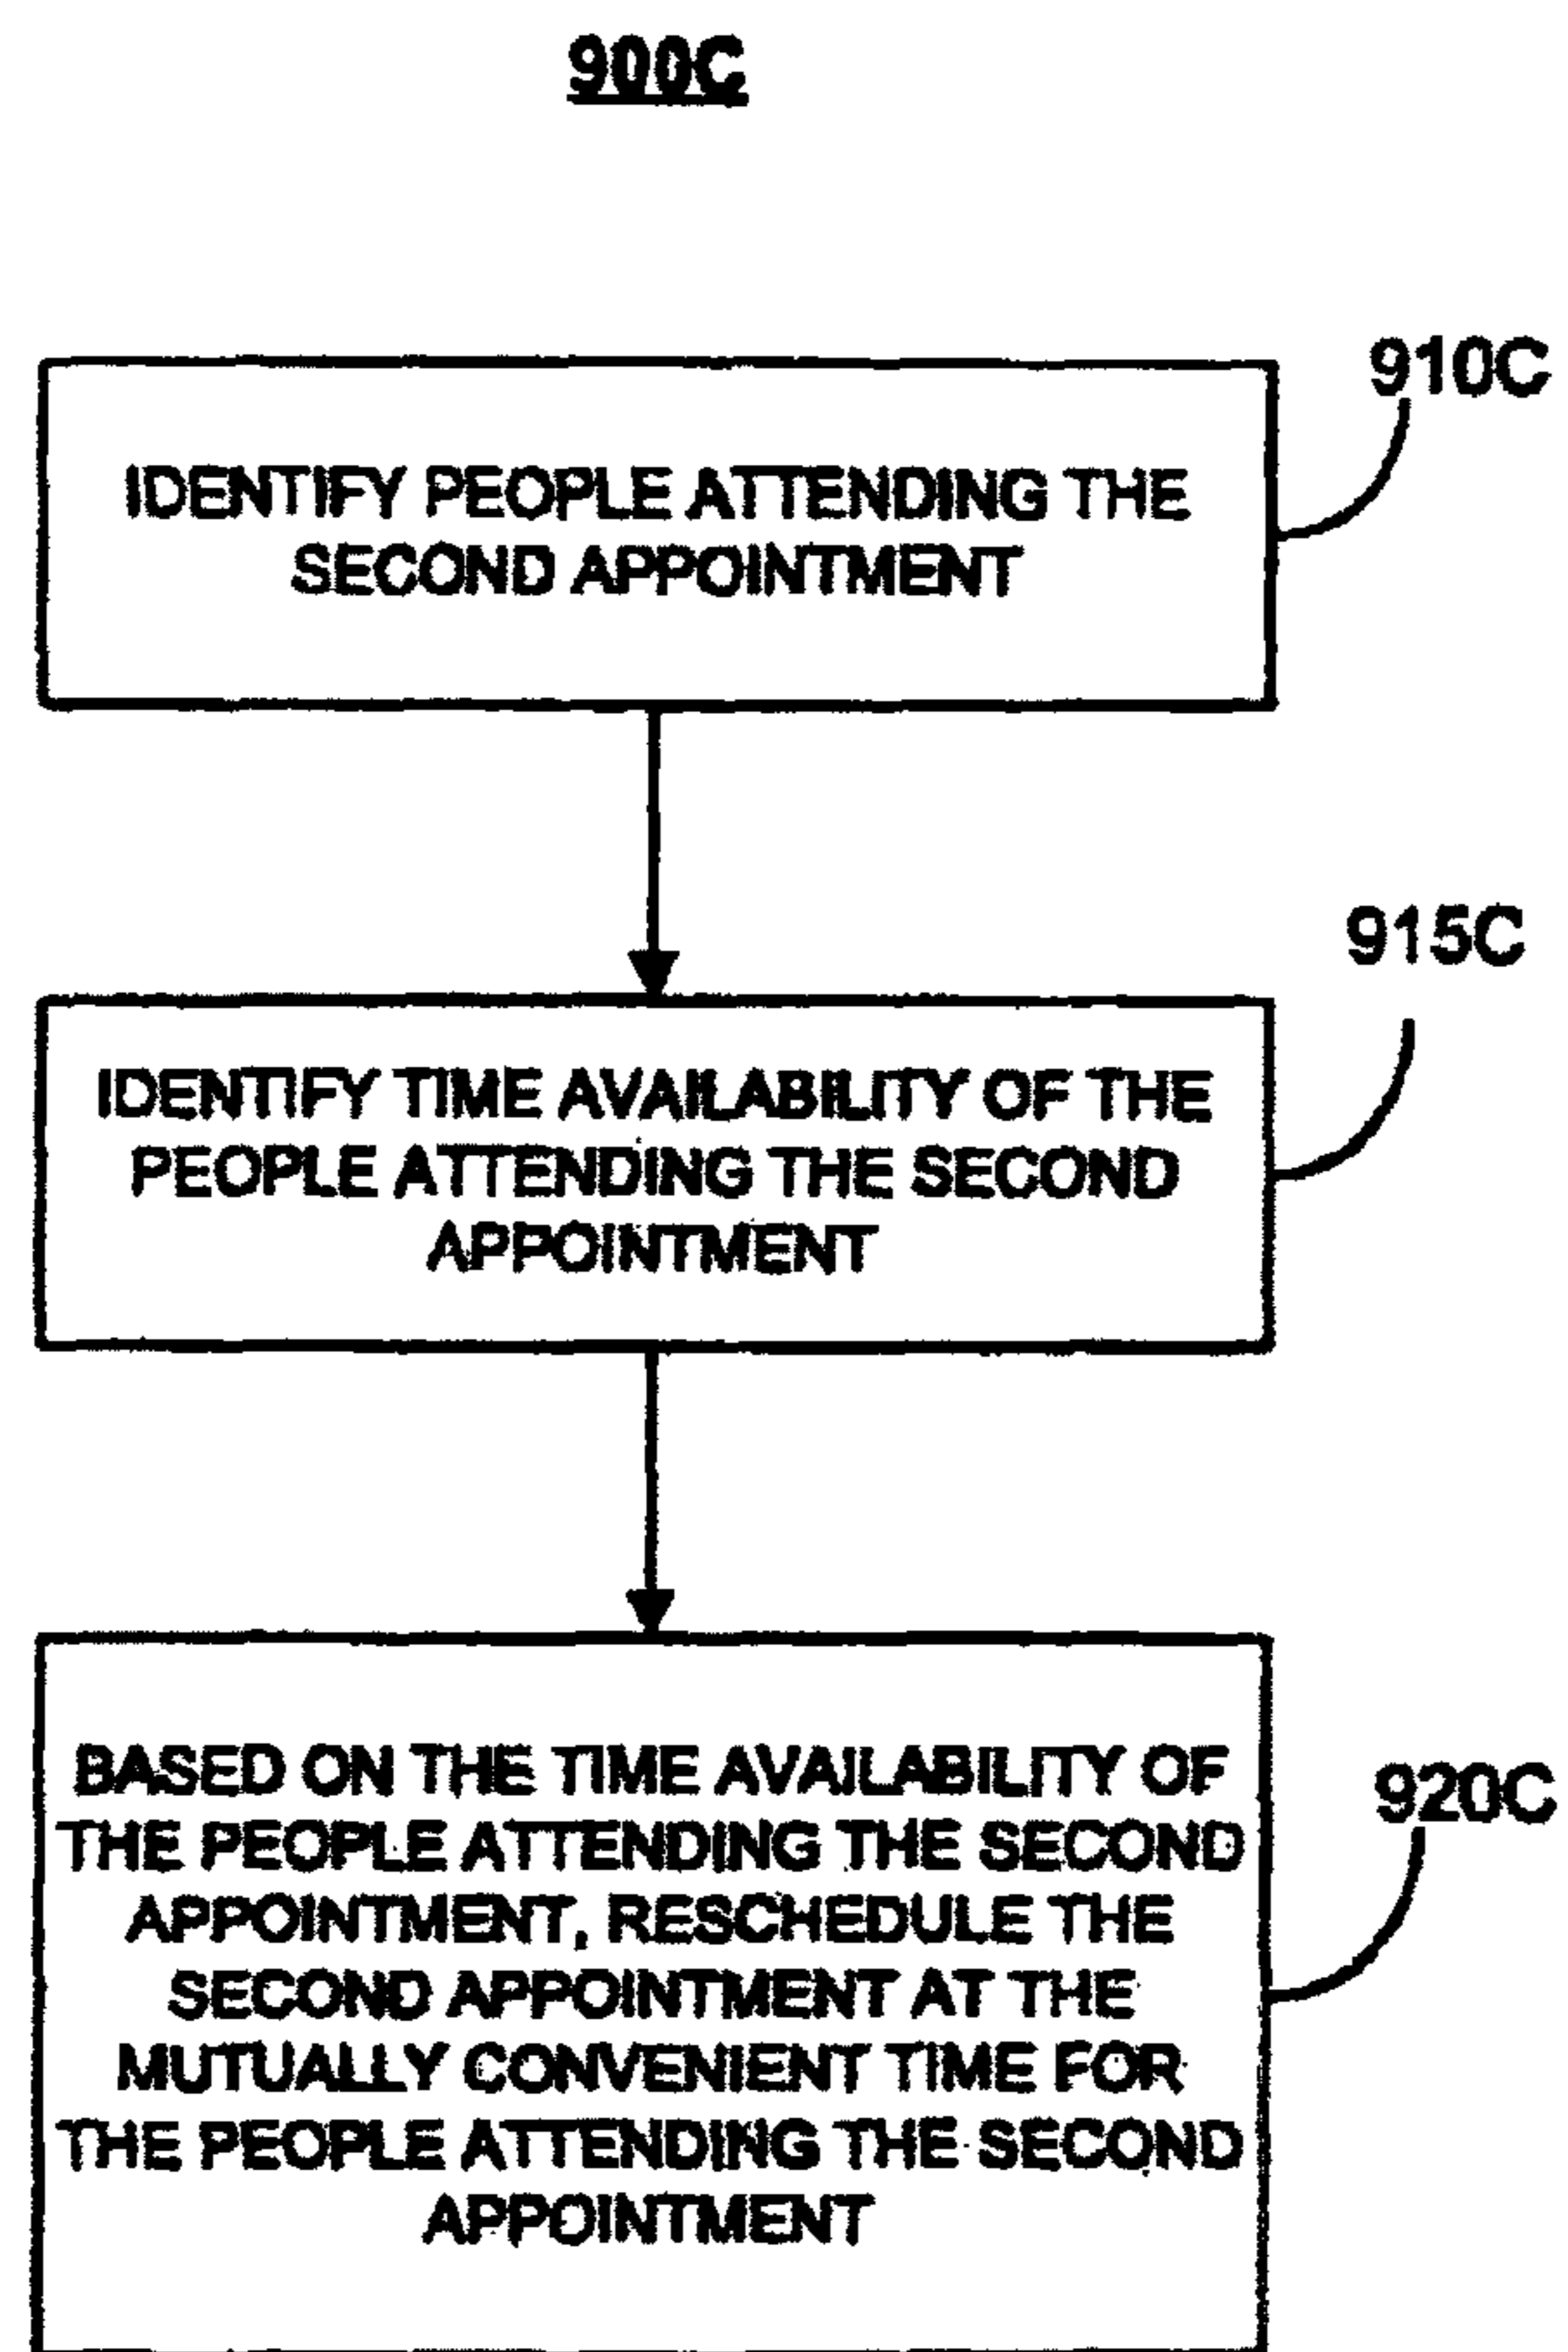 900C
910C
IDENTIFY PEOPLE ATTENDING THE
SECOND APPOINTMENT
915C
IDENTIFY TIME AVAILABILITY OF THE
PEOPLE ATTENDING THE SECOND
APPOINTMENT
BASED ON THE TIME AVAILABILITY OF
920C
THE PEOPLE ATTENDING THE SECOND
APPOINTMENT, RESCHEDULE THE
SECOND APPOINTMENT AT THE
MUTUALLY CONVENIENT TIME FOR
THE PEOPLE ATTENDING THE SECOND
APPOINTMENT